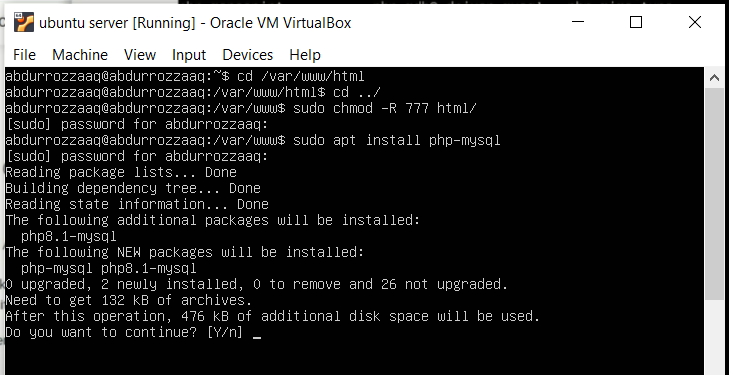 ubuntu server [Running] - Oracle VM VirtualBox
File Machine View Input Devices Help
abdurrozzaaq@abdurrozzaaq:~$ cd /var/www/html
abdurrozzaaq@abdurrozzaaq:/var/www/html$ cd ../
abdurrozzaaq@abdurrozzaaq:/var/www$ sudo chmod -R 777 html/
[sudo] password for abdurrozzaaq:
abdurrozzaaq@abdurrozzaaq:/var/www$ sudo apt install php-mysql
[sudo] password for abdurrozzaaq:
Reading package lists... Done
Building dependency tree... Done
Reading state information... Done
The following additional packages will be installed:
php8.1-mysql
The following NEW packages will be installed:
php-mysql php8.1-mysql
0 upgraded, 2 newly installed, 0 to remove and 26 not upgraded.
Need to get 132 kB of archives.
After this operation, 476 kB of additional disk space will be used.
Do you want to continue? [Y/n] _